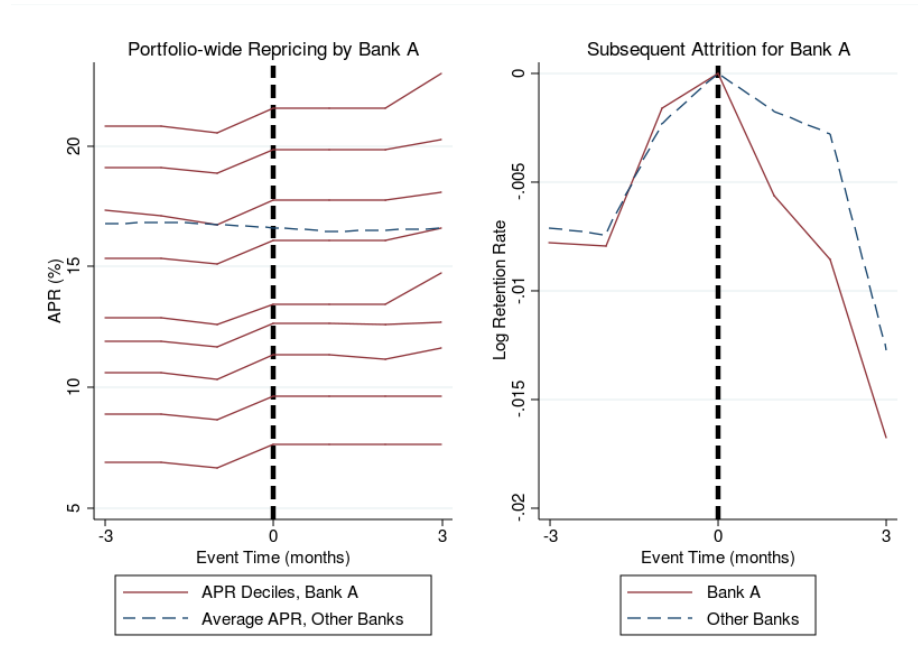 Portfolio-wide Repricing by Bank A
APR (%)
20
15
10
5
-3
0
3
Event Time (months)
APR Deciles, Bank A
Average APR, Other Banks
Subsequent Attrition for Bank A
Log Retention Rate
0
-.005
-.01
-.015
-.02
-3
0
3
Event Time (months)
Bank A
Other Banks